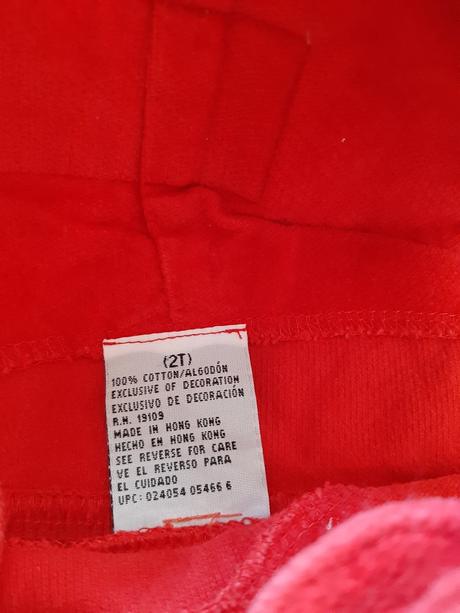 (2T)
100% COTTON/ALGODÓN
EXCLUSIVE OF DECORATION
EXCLUSIVO DE DECORACIÓN
R.N. 19109
MADE IN HONG KONG
HECHO EN HONG KONG
SEE REVERSE FOR CARE
VE EL REVERSO PARA
EL CUIDADO
UPC: 024054 05466 6